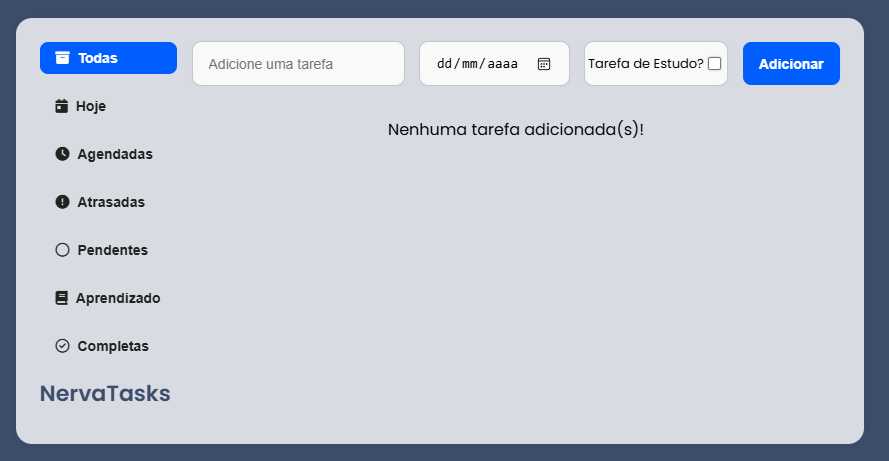 Todas
Adicione uma tarefa
dd/mm/aaaa
Tarefa de Estudo?
Adicionar
Hoje
Nenhuma tarefa adicionada(s)!
Agendadas
Atrasadas
Pendentes
Aprendizado
Completas
NervaTasks